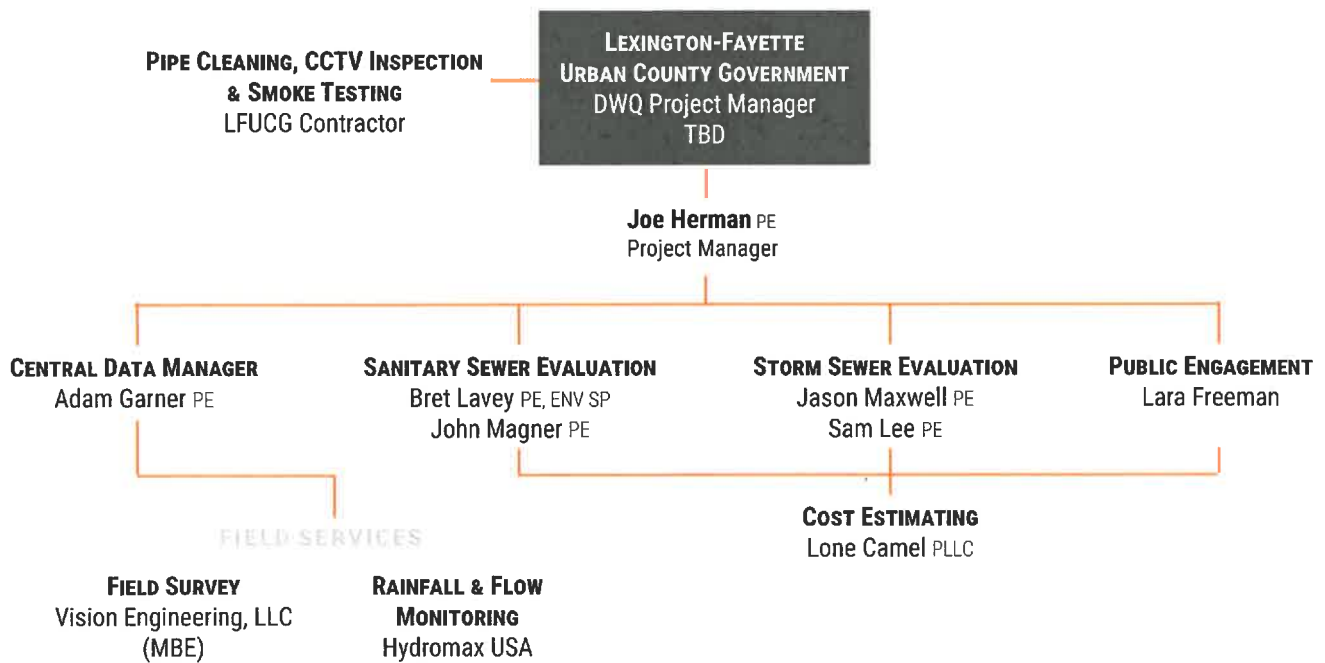 PIPE CLEANING, CCTV INSPECTION
& SMOKE TESTING
LFUCG Contractor
LEXINGTON-FAYETTE
URBAN COUNTY GOVERNMENT
DWQ Project Manager
TBD
Joe Herman PE
Project Manager
CENTRAL DATA MANAGER
Adam Garner PE
SANITARY SEWER EVALUATION
Bret Lavey PE, ENV SP
John Magner PE
STORM SEWER EVALUATION
Jason Maxwell PE
Sam Lee PE
PUBLIC ENGAGEMENT
Lara Freeman
COST ESTIMATING
Lone Camel PLLC
FIELD SERVICES
FIELD SURVEY
Vision Engineering, LLC
(MBE)
RAINFALL & FLOW
MONITORING
Hydromax USA